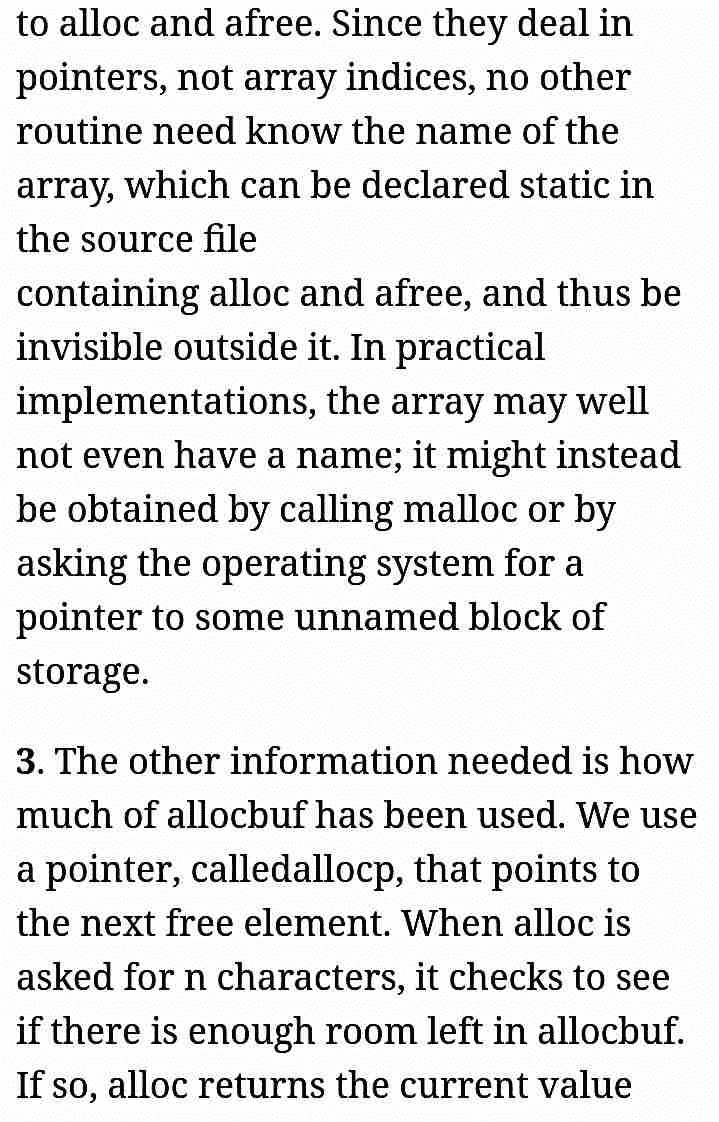 to alloc and afree. Since they deal in
pointers, not array indices, no other
routine need know the name of the
array, which can be declared static in
the source file
containing alloc and afree, and thus be
invisible outside it. In practical
implementations, the array may well
not even have a name; it might instead
be obtained by calling malloc or by
asking the operating system for a
pointer to some unnamed block of
storage.
3. The other information needed is how
much of allocbuf has been used. We use
a pointer, calledallocp, that points to
the next free element. When alloc is
asked for n characters, it checks to see
if there is enough room left in allocbuf.
If so, alloc returns the current value